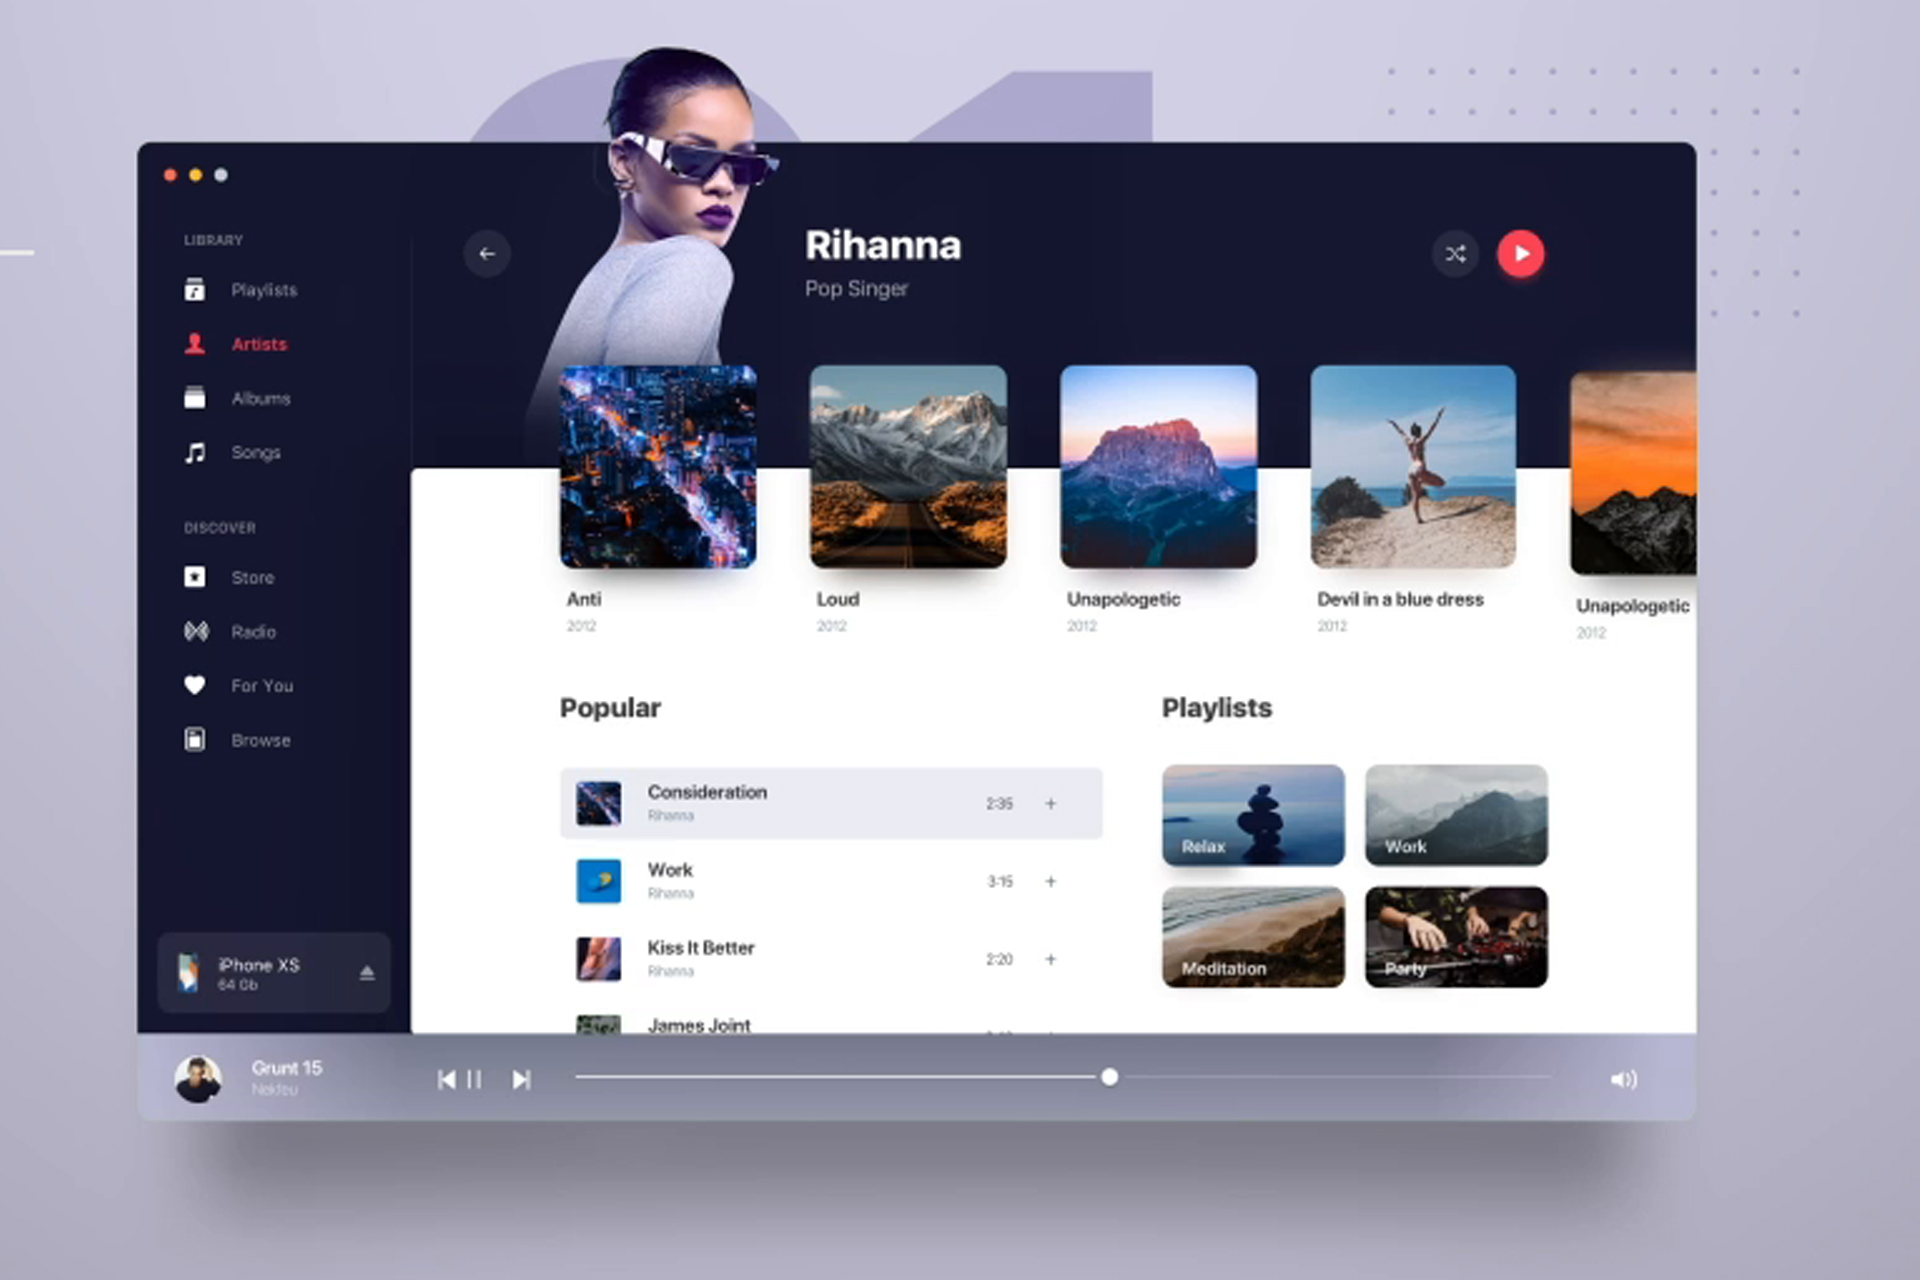 LIBRARY
Playlists
Artists
Albums
Songs
DISCOVER
Store
Radio
For You
Browse
iPhone XS
64 Gb
Rihanna
Pop Singer
Anti
2012
Loud
2012
Unapologetic
2012
Devil in a blue dress
2012
Unapologetic
2012
Popular
Consideration
Rihanna
2:35
+
Work
Rihanna
3:15
+
Kiss It Better
Rihanna
2:20
+
James Joint
Playlists
Relax
Work
Meditation
Party
Grunt 15
Nekfeu